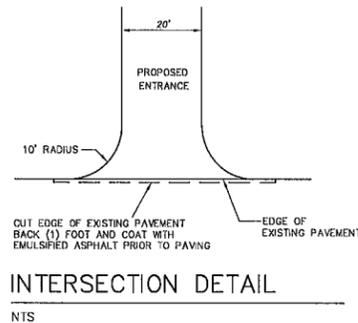 20'
PROPOSED
ENTRANCE
10' RADIUS
CUT EDGE OF EXISTING PAVEMENT
BACK (1) FOOT AND COAT WITH
EMULSIFIED ASPHALT PRIOR TO PAVING
EDGE OF
EXISTING PAVEMENT
INTERSECTION DETAIL
NTS